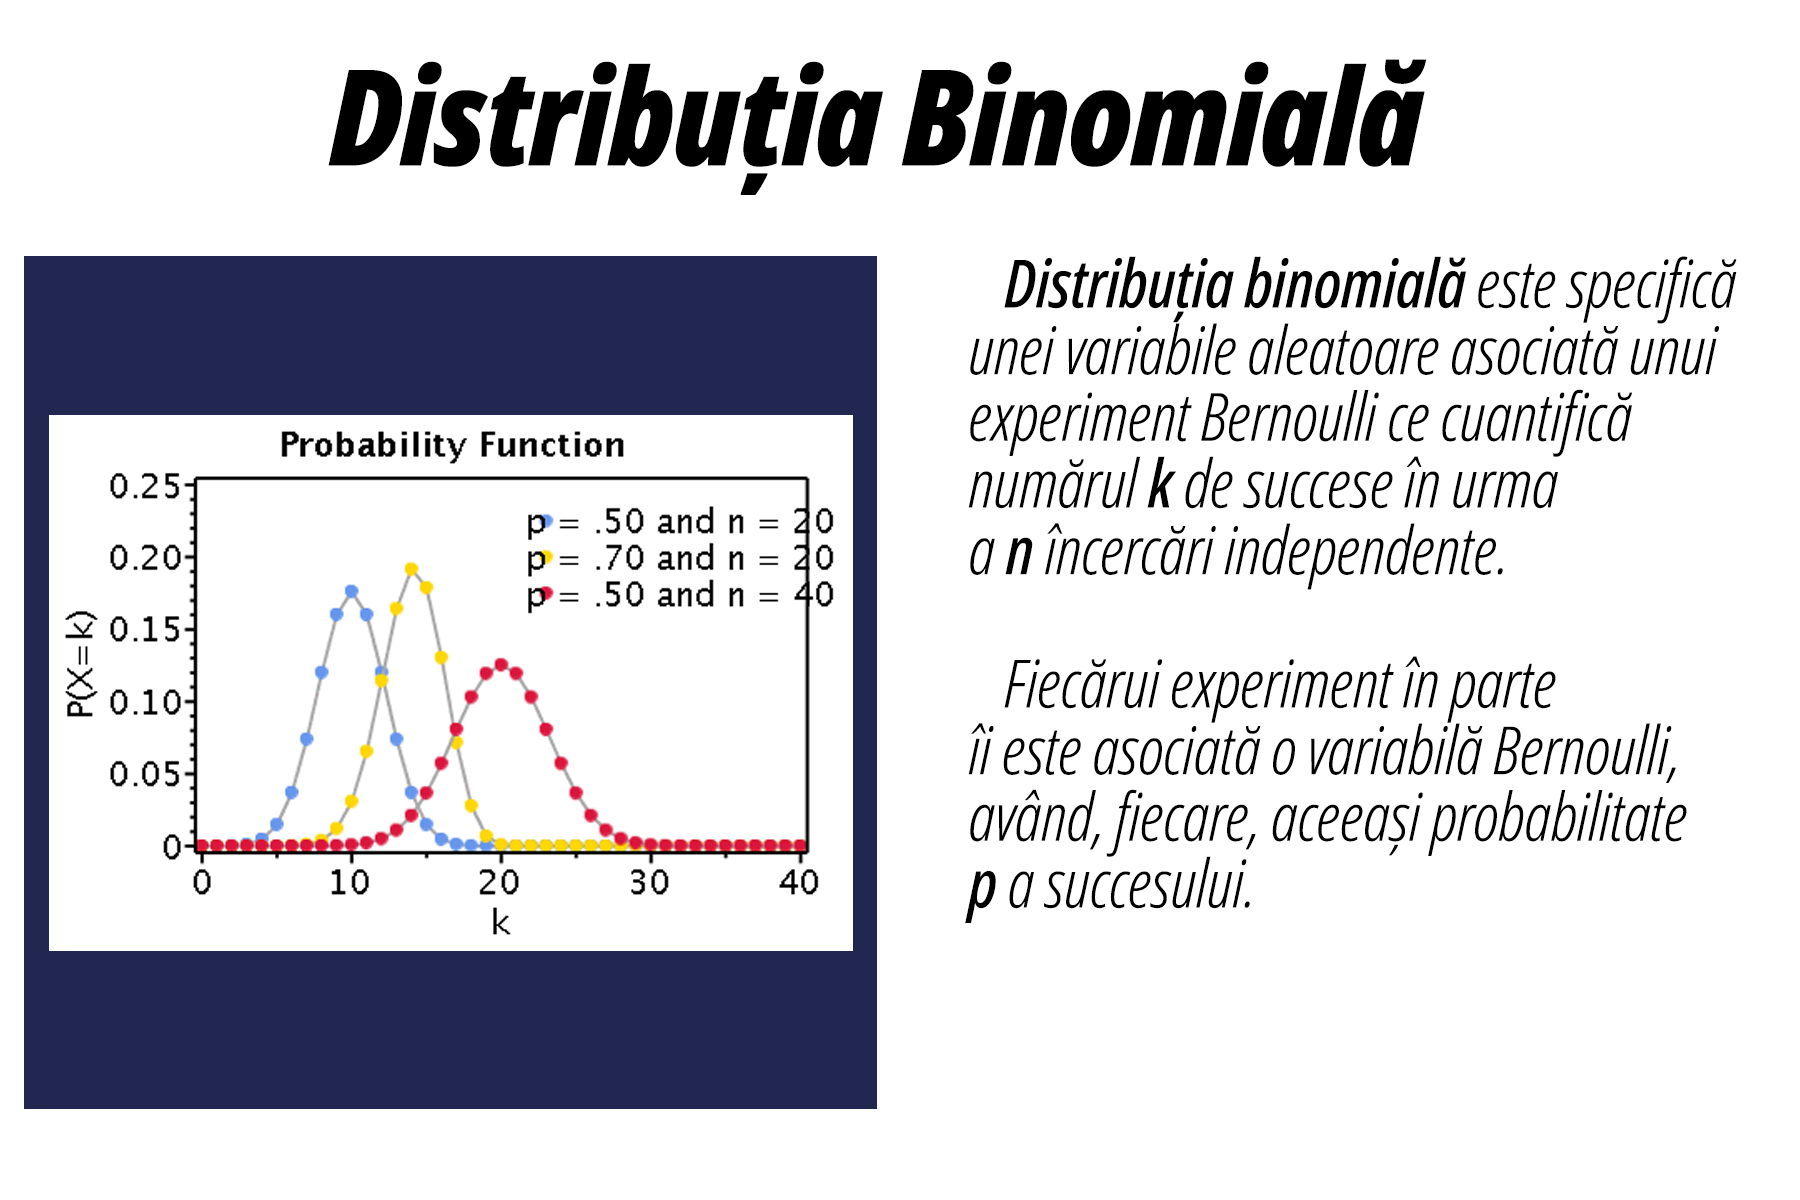 Distribuția Binomială
Probability Function
0.25
0.20
0.15
0.10
0.05
0
P(X=k)
p = .50 and n = 20
p = .70 and n = 20
p = .50 and n = 40
0 10 20 30 40
k
Distribuția binomială este specifică
unei variabile aleatoare asociată unui
experiment Bernoulli ce cuantifică
numărul k de succese în urma
a n încercări independente.
Fiecărui experiment în parte
îi este asociată o variabilă Bernoulli,
având, fiecare, aceeași probabilitate
p a succesului.